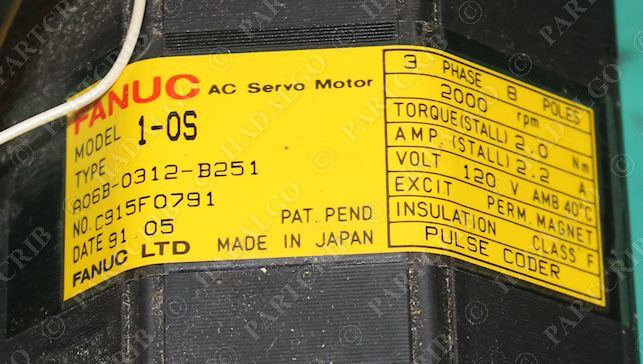 FANUC AC Servo Motor
MODEL 1-0S
TYPE
A06B-0312-B251
NO. C915F0791
DATE 91 05
PAT. PEND
FANUC LTD MADE IN JAPAN
3 PHASE 8 POLES
2000 rpm
TORQUE(STALL) 2.0 Nm
AMP. (STALL) 2.2 A
VOLT 120 V AMB 40°C
EXCIT PERM. MAGNET
INSULATION CLASS F
PULSE CODER
© PARTCRIB © HADALGO